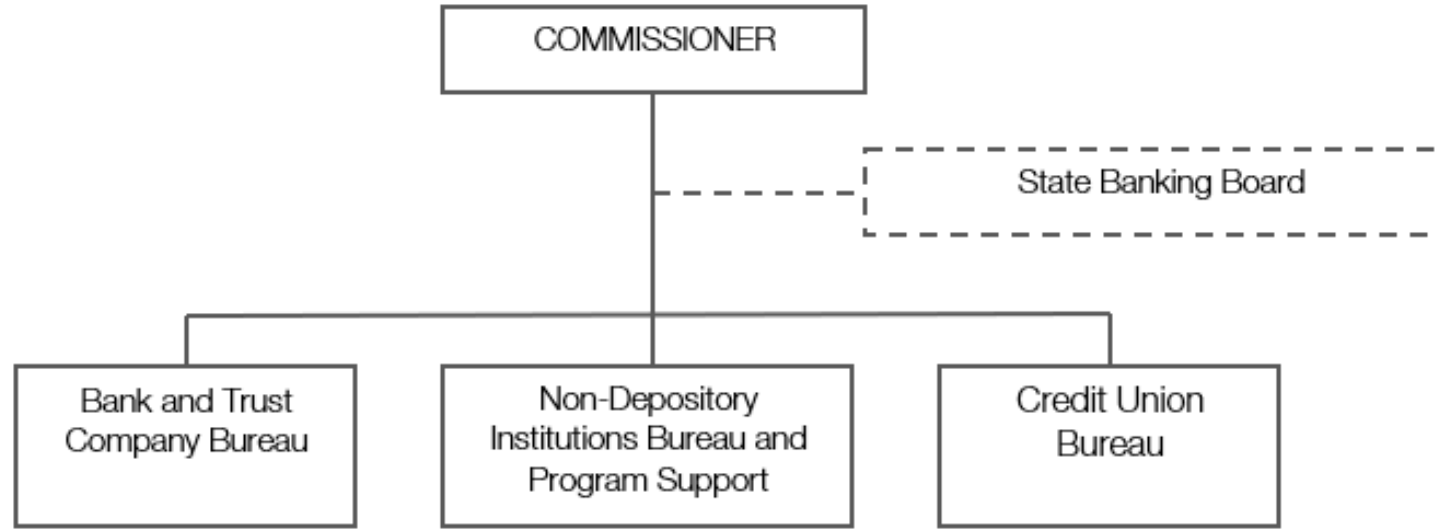 COMMISSIONER
State Banking Board
Bank and Trust
Company Bureau
Non-Depository
Institutions Bureau and
Program Support
Credit Union
Bureau